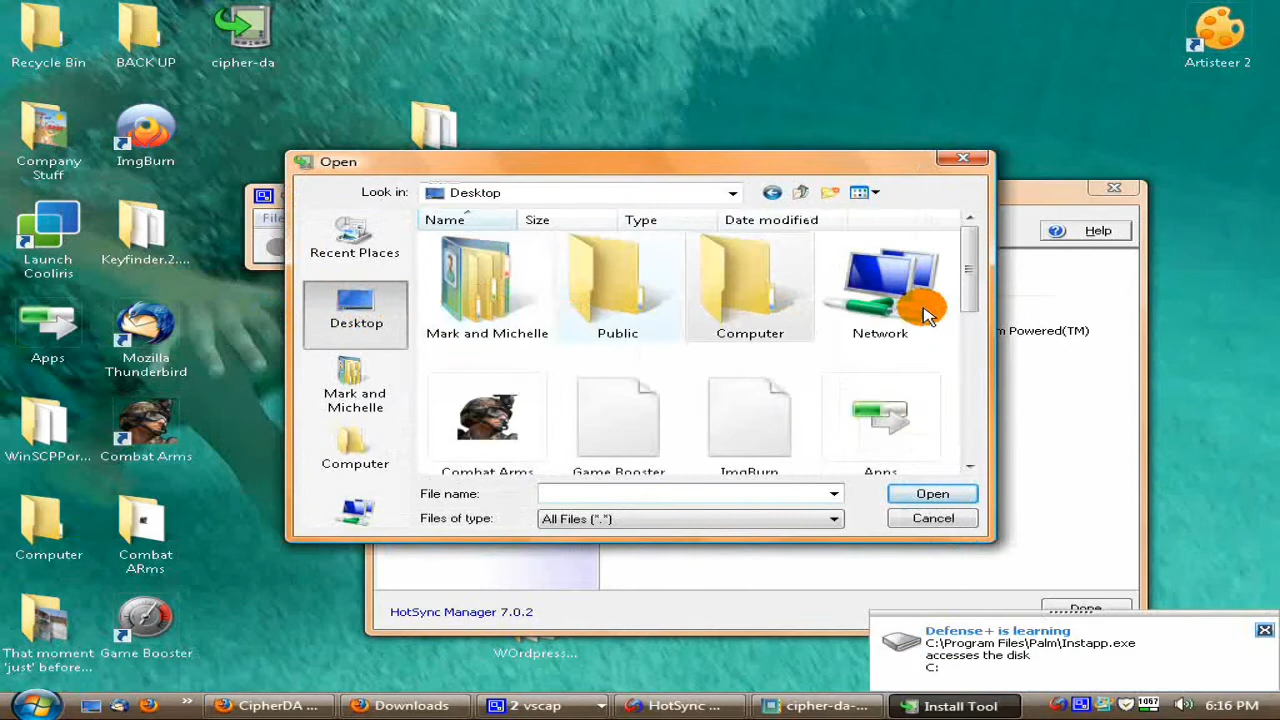 Recycle Bin
BACK UP
cipher-da
Artisteer 2
Company
Stuff
ImgBurn
Launch
Cooliris
Keyfinder.2....
Apps
Mozilla
Thunderbird
WinSCPPor...
Combat Arms
Computer
Combat
ARms
That moment
'just' before...
Game Booster
File
Open
Look in:
Desktop
Name
Size
Type
Date modified
Recent Places
Desktop
Mark and
Michelle
Computer
Mark and Michelle
Public
Computer
Network
Combat Arms
Game Booster
ImgBurn
Apps
File name:
Open
Files of type:
All Files (*.*)
Cancel
Help
Powered(TM)
HotSync Manager 7.0.2
Done
WOrdpress...
Defense+ is learning
C:\Program Files\Palm\Instapp.exe
accesses the disk
C:
CipherDA ...
Downloads
2 vscap
HotSync ...
cipher-da-...
Install Tool
1067
6:16 PM